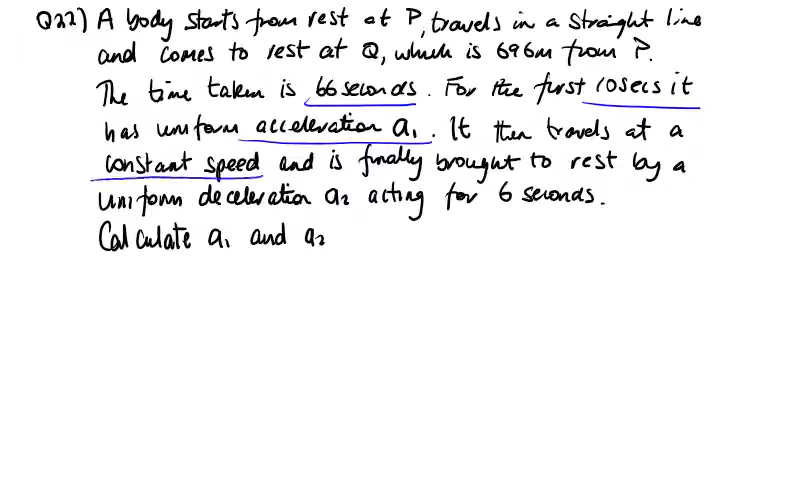 Q22) A body starts from rest at P, travels in a straight line
and comes to rest at Q, which is 696m from P.
The time taken is 66 seconds. For the first 10secs it
has uniform acceleration a₁. It then travels at a
constant speed and is finally brought to rest by a
uniform deceleration a₂ acting for 6 seconds.
Calculate a₁ and a₂